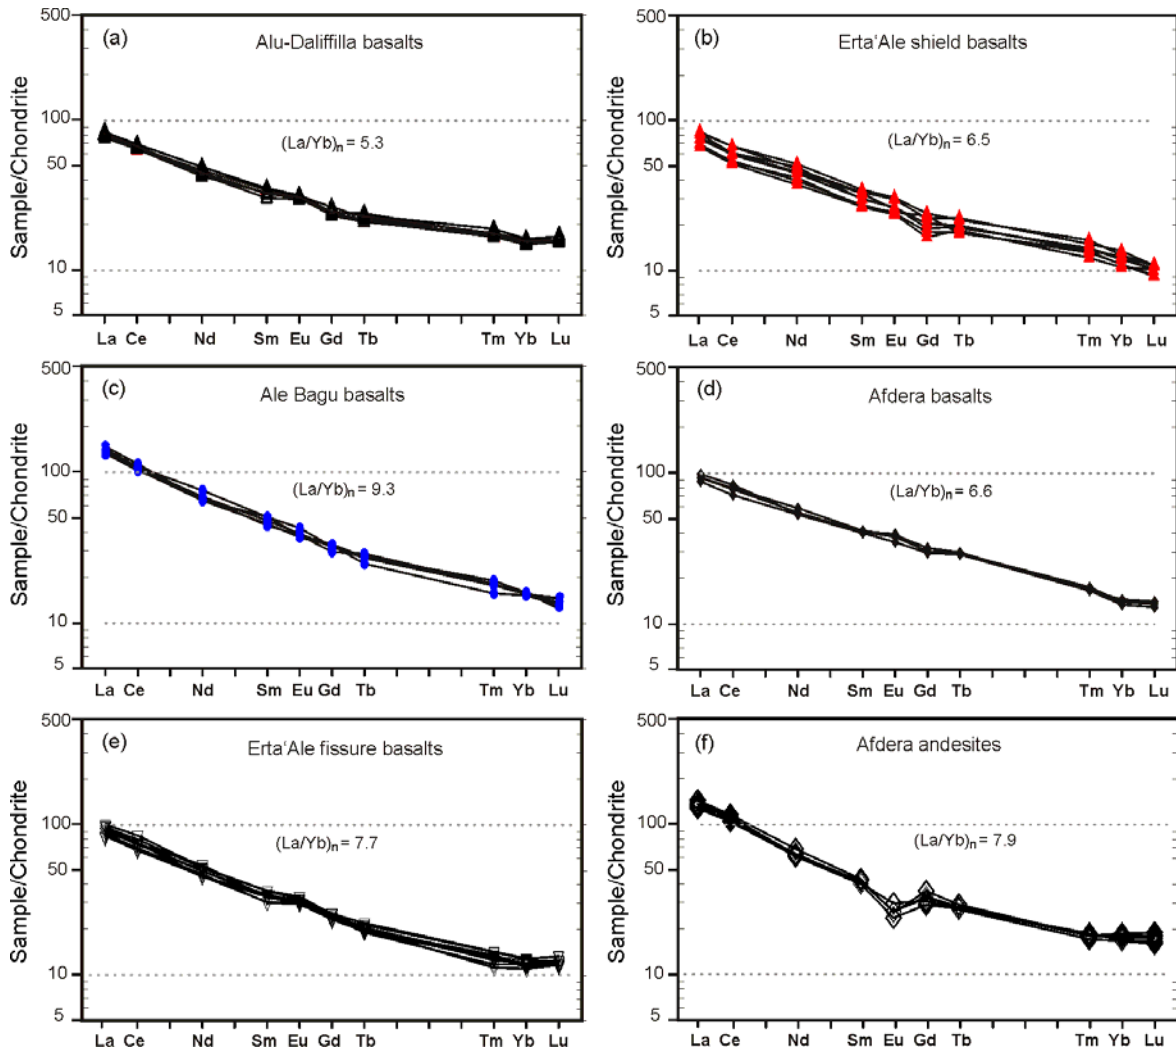 500
(a)
Alu-Daliffilla basalts
Sample/Chondrite
100
(La/Yb)n = 5.3
50
10
5
La Ce Nd Sm Eu Gd Tb Tm Yb Lu
500
(b)
Erta'Ale shield basalts
Sample/Chondrite
100
(La/Yb)n = 6.5
50
10
5
La Ce Nd Sm Eu Gd Tb Tm Yb Lu
500
(c)
Ale Bagu basalts
Sample/Chondrite
100
(La/Yb)n = 9.3
50
10
5
La Ce Nd Sm Eu Gd Tb Tm Yb Lu
500
(d)
Afdera basalts
Sample/Chondrite
100
(La/Yb)n = 6.6
50
10
5
La Ce Nd Sm Eu Gd Tb Tm Yb Lu
500
(e)
Erta'Ale fissure basalts
Sample/Chondrite
100
(La/Yb)n = 7.7
50
10
5
La Ce Nd Sm Eu Gd Tb Tm Yb Lu
500
(f)
Afdera andesites
Sample/Chondrite
100
(La/Yb)n = 7.9
50
10
5
La Ce Nd Sm Eu Gd Tb Tm Yb Lu